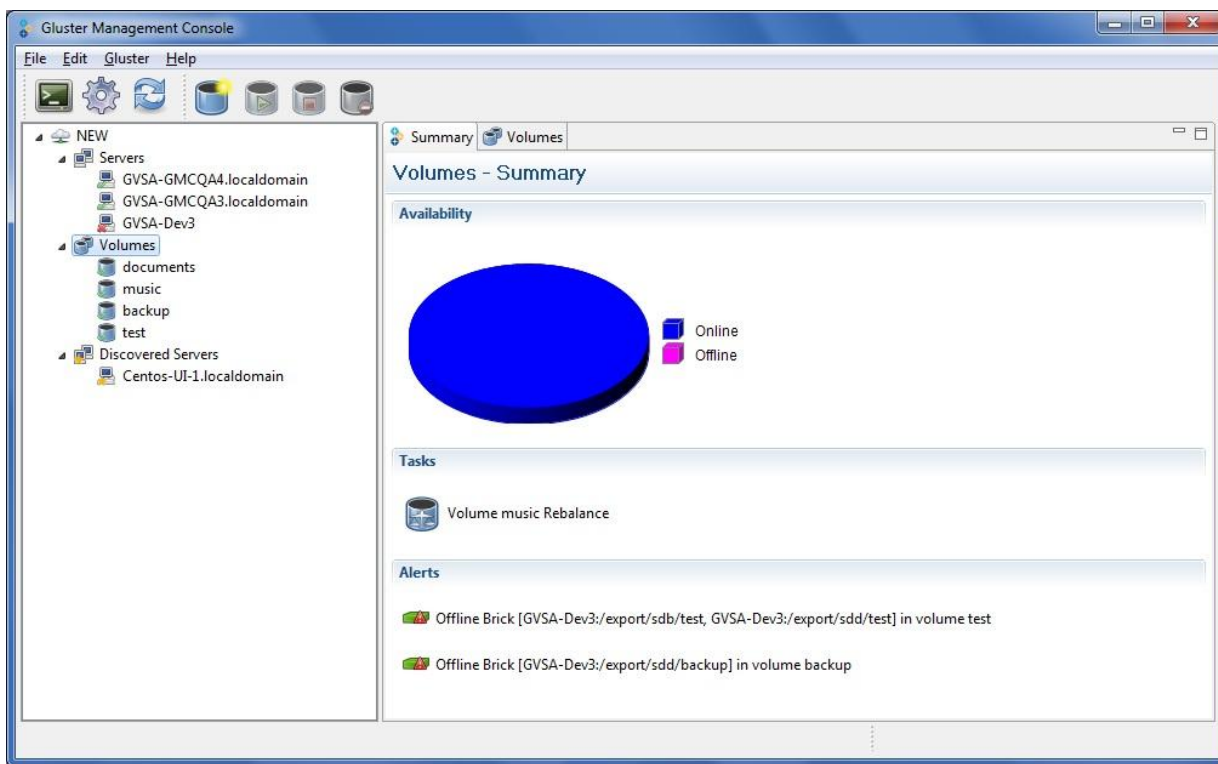 Gluster Management Console
File Edit Gluster Help
NEW
Servers
GVSA-GMCQA4.localdomain
GVSA-GMCQA3.localdomain
GVSA-Dev3
Volumes
documents
music
backup
test
Discovered Servers
Centos-UI-1.localdomain
Summary Volumes
Volumes - Summary
Availability
Online
Offline
Tasks
Volume music Rebalance
Alerts
Offline Brick [GVSA-Dev3:/export/sdb/test, GVSA-Dev3:/export/sdd/test] in volume test
Offline Brick [GVSA-Dev3:/export/sdd/backup] in volume backup